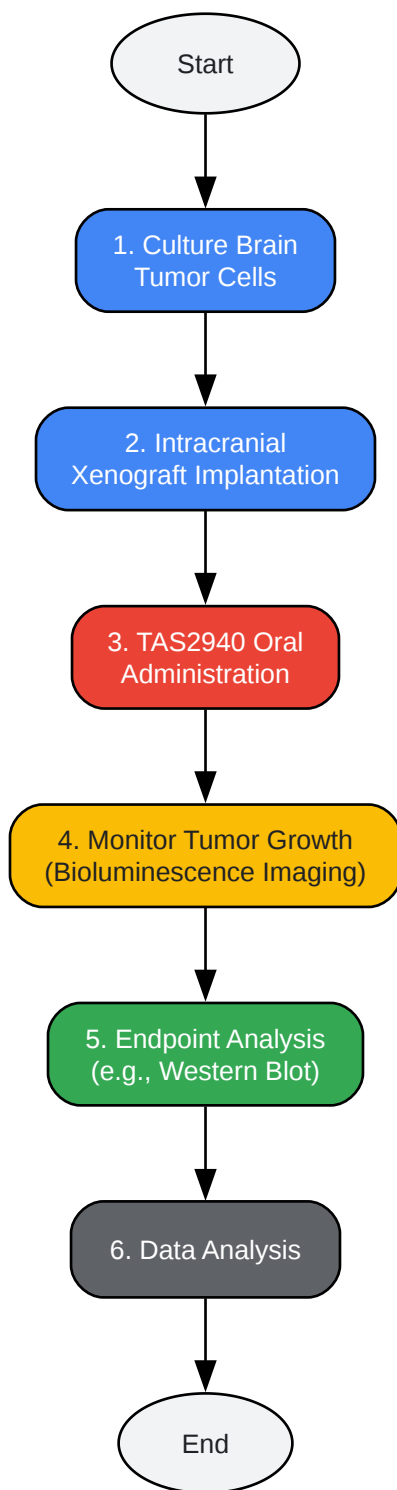 Start
1. Culture Brain
Tumor Cells
2. Intracranial
Xenograft Implantation
3. TAS2940 Oral
Administration
4. Monitor Tumor Growth
(Bioluminescence Imaging)
5. Endpoint Analysis
(e.g., Western Blot)
6. Data Analysis
End